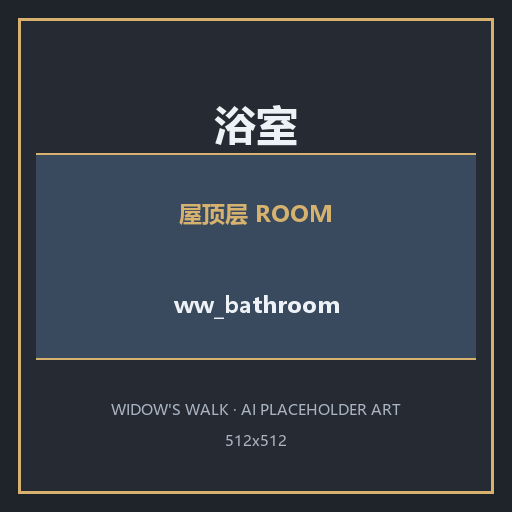 浴室
屋顶层 ROOM
ww_bathroom
WIDOW'S WALK · AI PLACEHOLDER ART
512x512